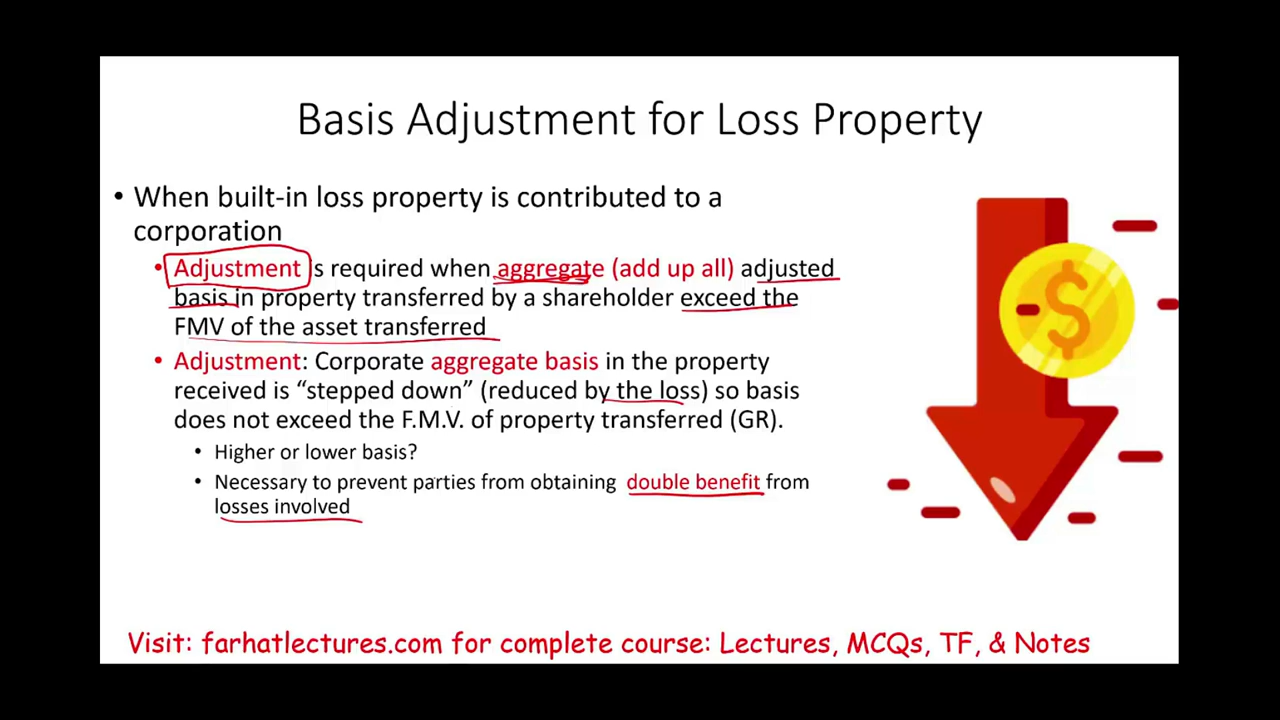 Basis Adjustment for Loss Property
• When built-in loss property is contributed to a
corporation
• Adjustment is required when aggregate (add up all) adjusted
basis in property transferred by a shareholder exceed the
FMV of the asset transferred
• Adjustment: Corporate aggregate basis in the property
received is “stepped down” (reduced by the loss) so basis
does not exceed the F.M.V. of property transferred (GR).
• Higher or lower basis?
• Necessary to prevent parties from obtaining double benefit from
losses involved
$
Visit: farhatlectures.com for complete course: Lectures, MCQs, TF, & Notes